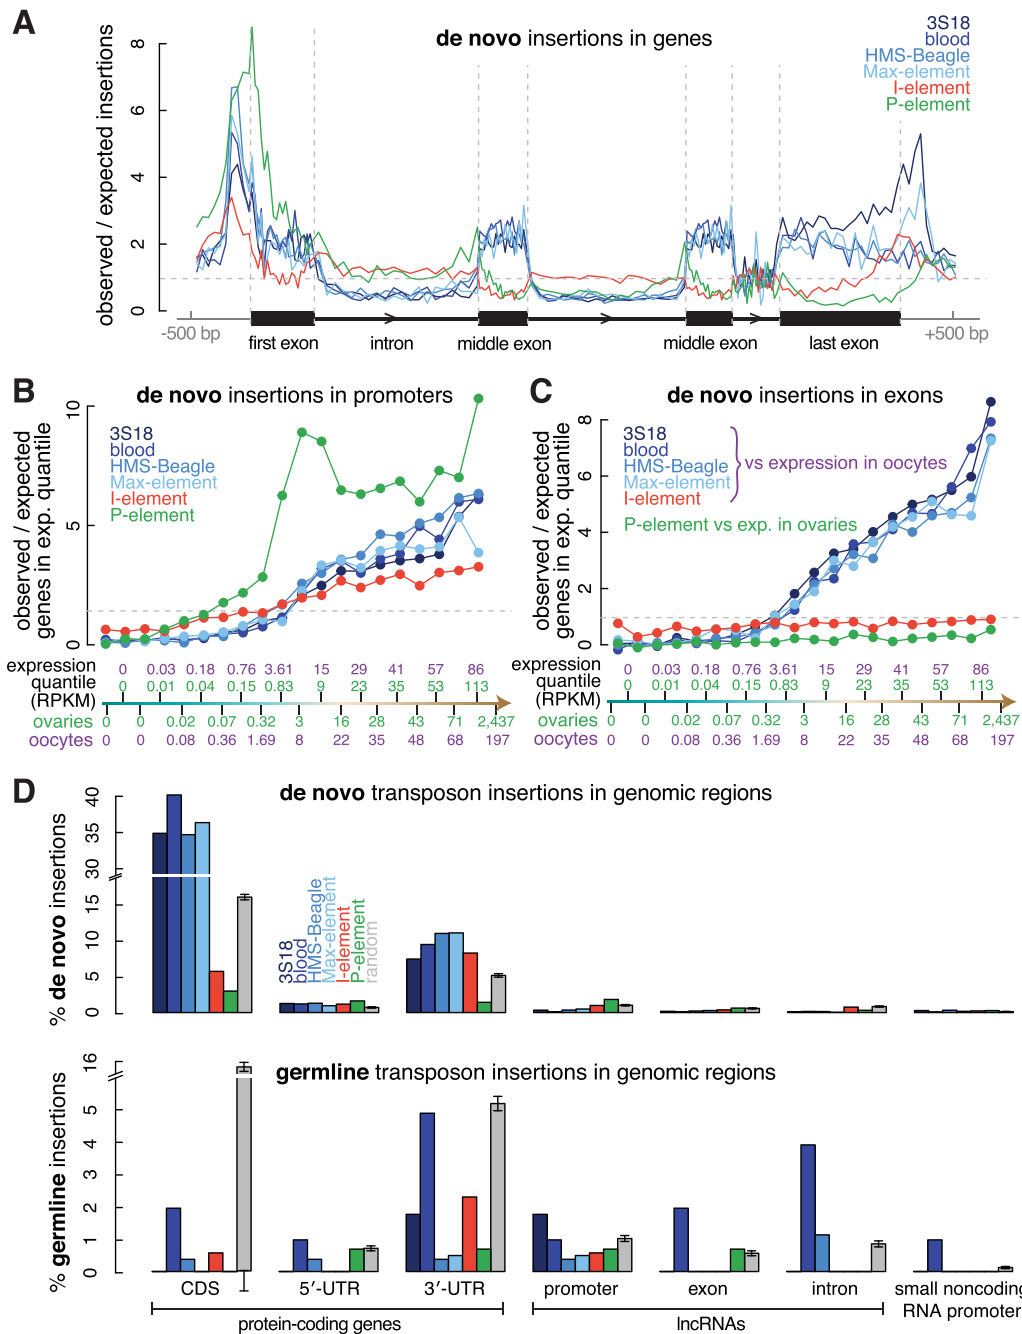 A
de novo insertions in genes
3S18
blood
HMS-Beagle
Max-element
I-element
P-element
observed / expected insertions
8
6
4
2
0
-500 bp
first exon
intron
middle exon
middle exon
last exon
+500 bp
B
de novo insertions in promoters
observed / expected
genes in exp. quantile
10
5
0
3S18
blood
HMS-Beagle
Max-element
I-element
P-element
expression
quantile
(RPKM)
0 0.03 0.18 0.76 3.61 15 29 41 57 86
0 0.01 0.04 0.15 0.83 9 23 35 53 113
ovaries 0 0 0.02 0.07 0.32 3 16 28 43 71 2,437
oocytes 0 0 0.08 0.36 1.69 8 22 35 48 68 197
C
de novo insertions in exons
observed / expected
genes in exp. quantile
8
6
4
2
0
3S18
blood
HMS-Beagle
Max-element
I-element
vs expression in oocytes
P-element vs exp. in ovaries
expression
quantile
(RPKM)
0 0.03 0.18 0.76 3.61 15 29 41 57 86
0 0.01 0.04 0.15 0.83 9 23 35 53 113
ovaries 0 0 0.02 0.07 0.32 3 16 28 43 71 2,437
oocytes 0 0 0.08 0.36 1.69 8 22 35 48 68 197
D
de novo transposon insertions in genomic regions
% de novo insertions
40
35
30
15
10
5
0
3S18
blood
HMS-Beagle
Max-element
I-element
P-element
random
germline transposon insertions in genomic regions
% germline insertions
16
5
4
3
2
1
0
CDS
5′-UTR
3′-UTR
promoter
exon
intron
small noncoding
RNA promoter
protein-coding genes
lncRNAs